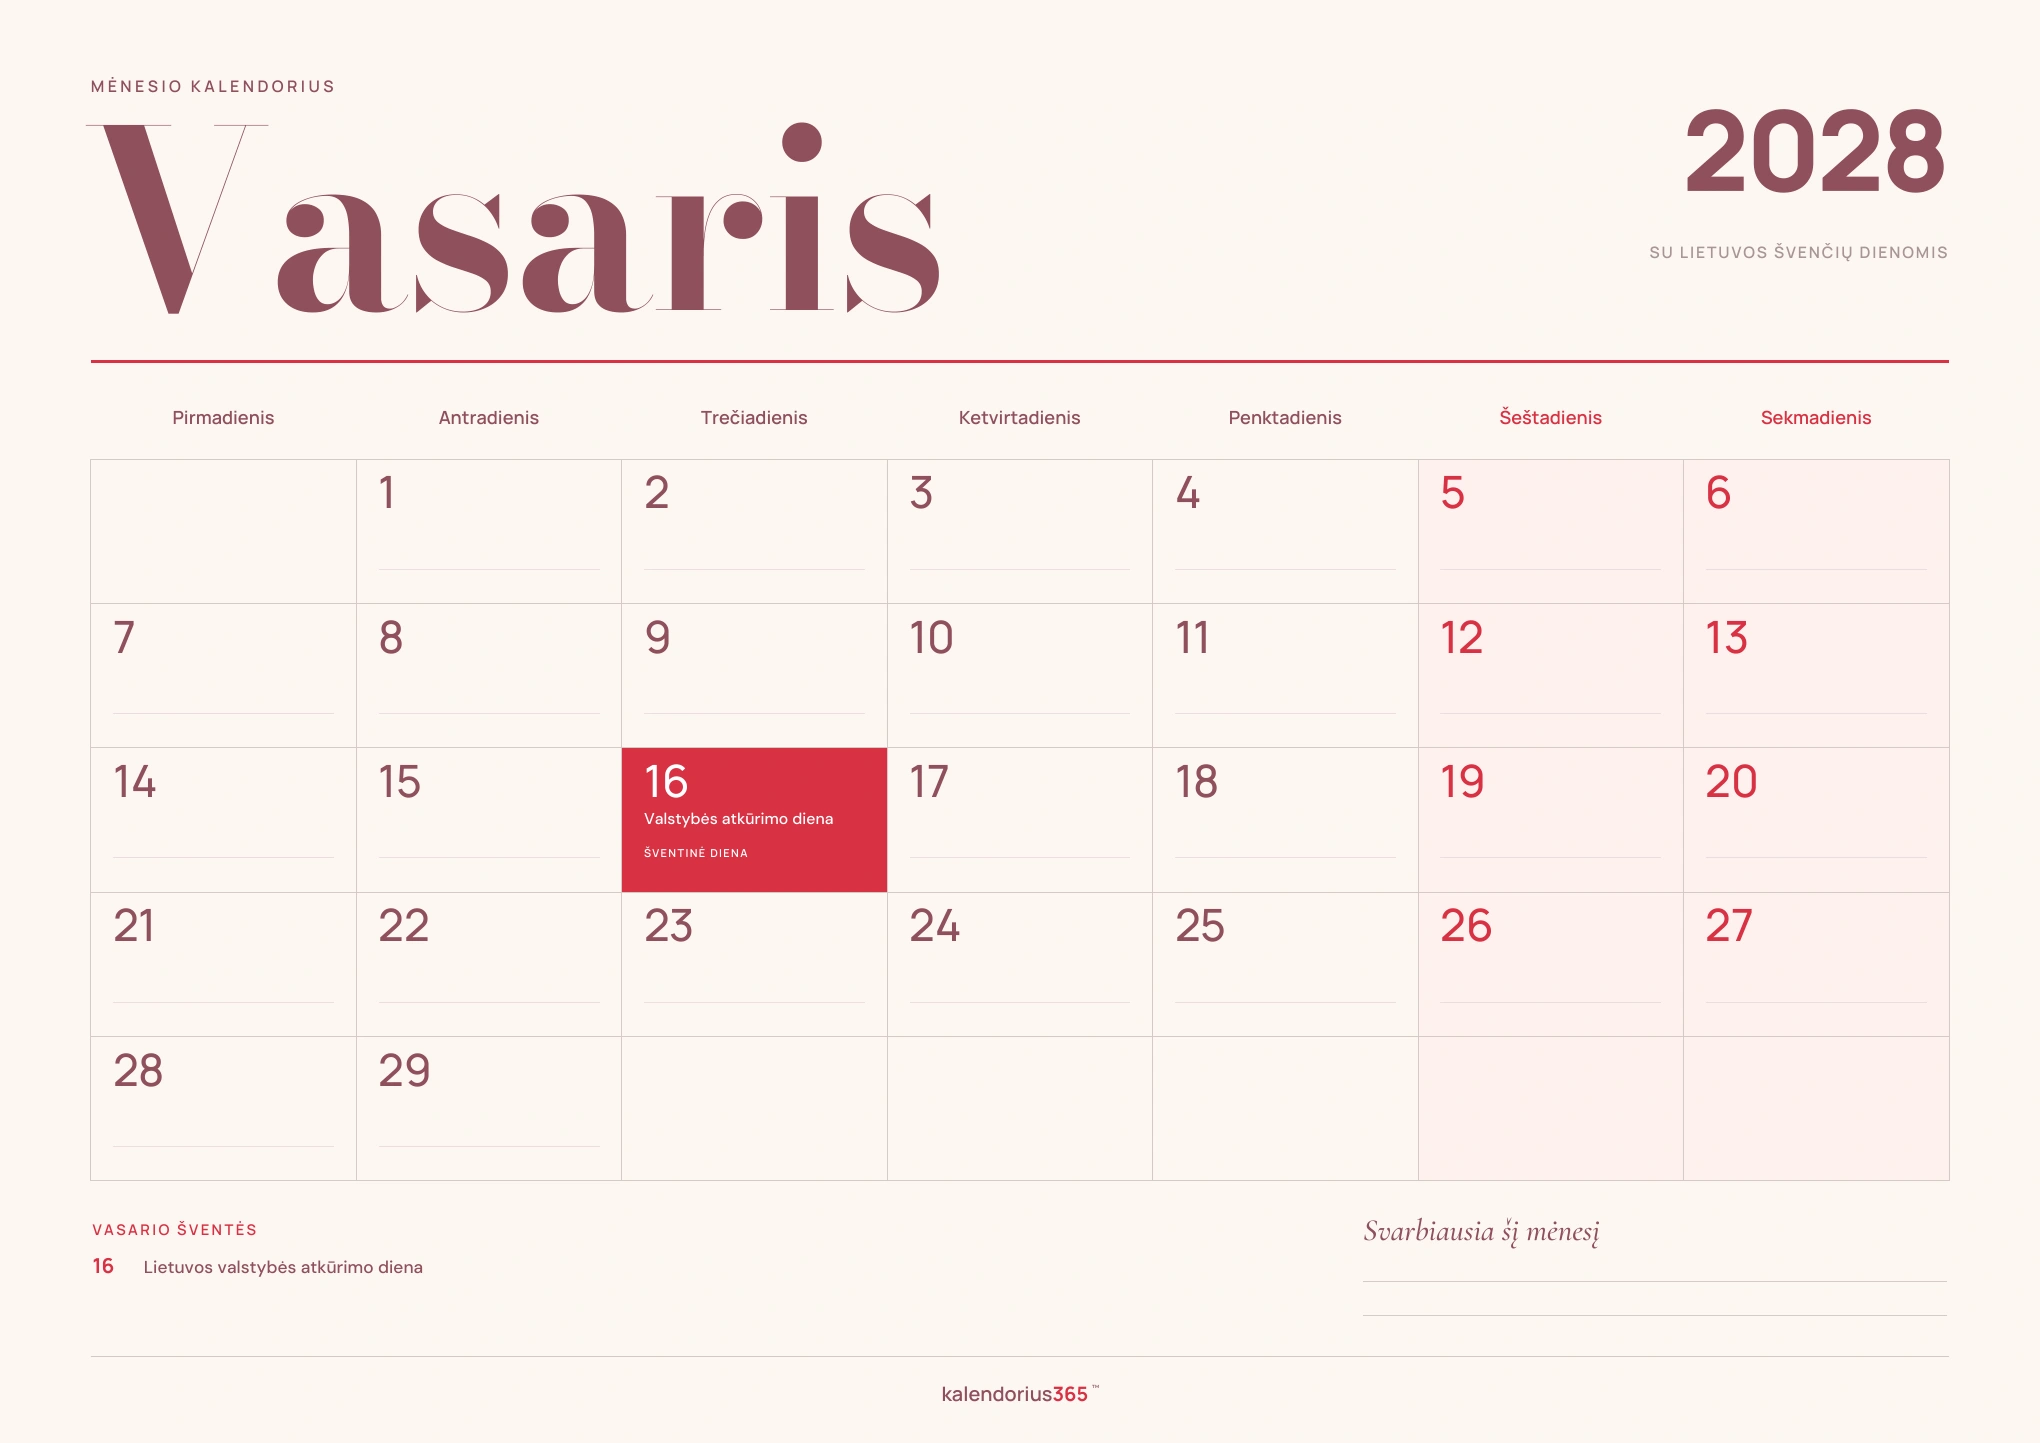 MĖNESIO KALENDORIUS
Vasaris
2028
SU LIETUVOS ŠVENČIŲ DIENOMIS
Pirmadienis Antradienis Trečiadienis Ketvirtadienis Penktadienis Šeštadienis Sekmadienis
1 2 3 4 5 6
7 8 9 10 11 12 13
14 15 16 17 18 19 20
Valstybės atkūrimo diena
ŠVENTINĖ DIENA
21 22 23 24 25 26 27
28 29
VASARIO ŠVENTĖS
16 Lietuvos valstybės atkūrimo diena
Svarbiausia šį mėnesį
kalendorius365™